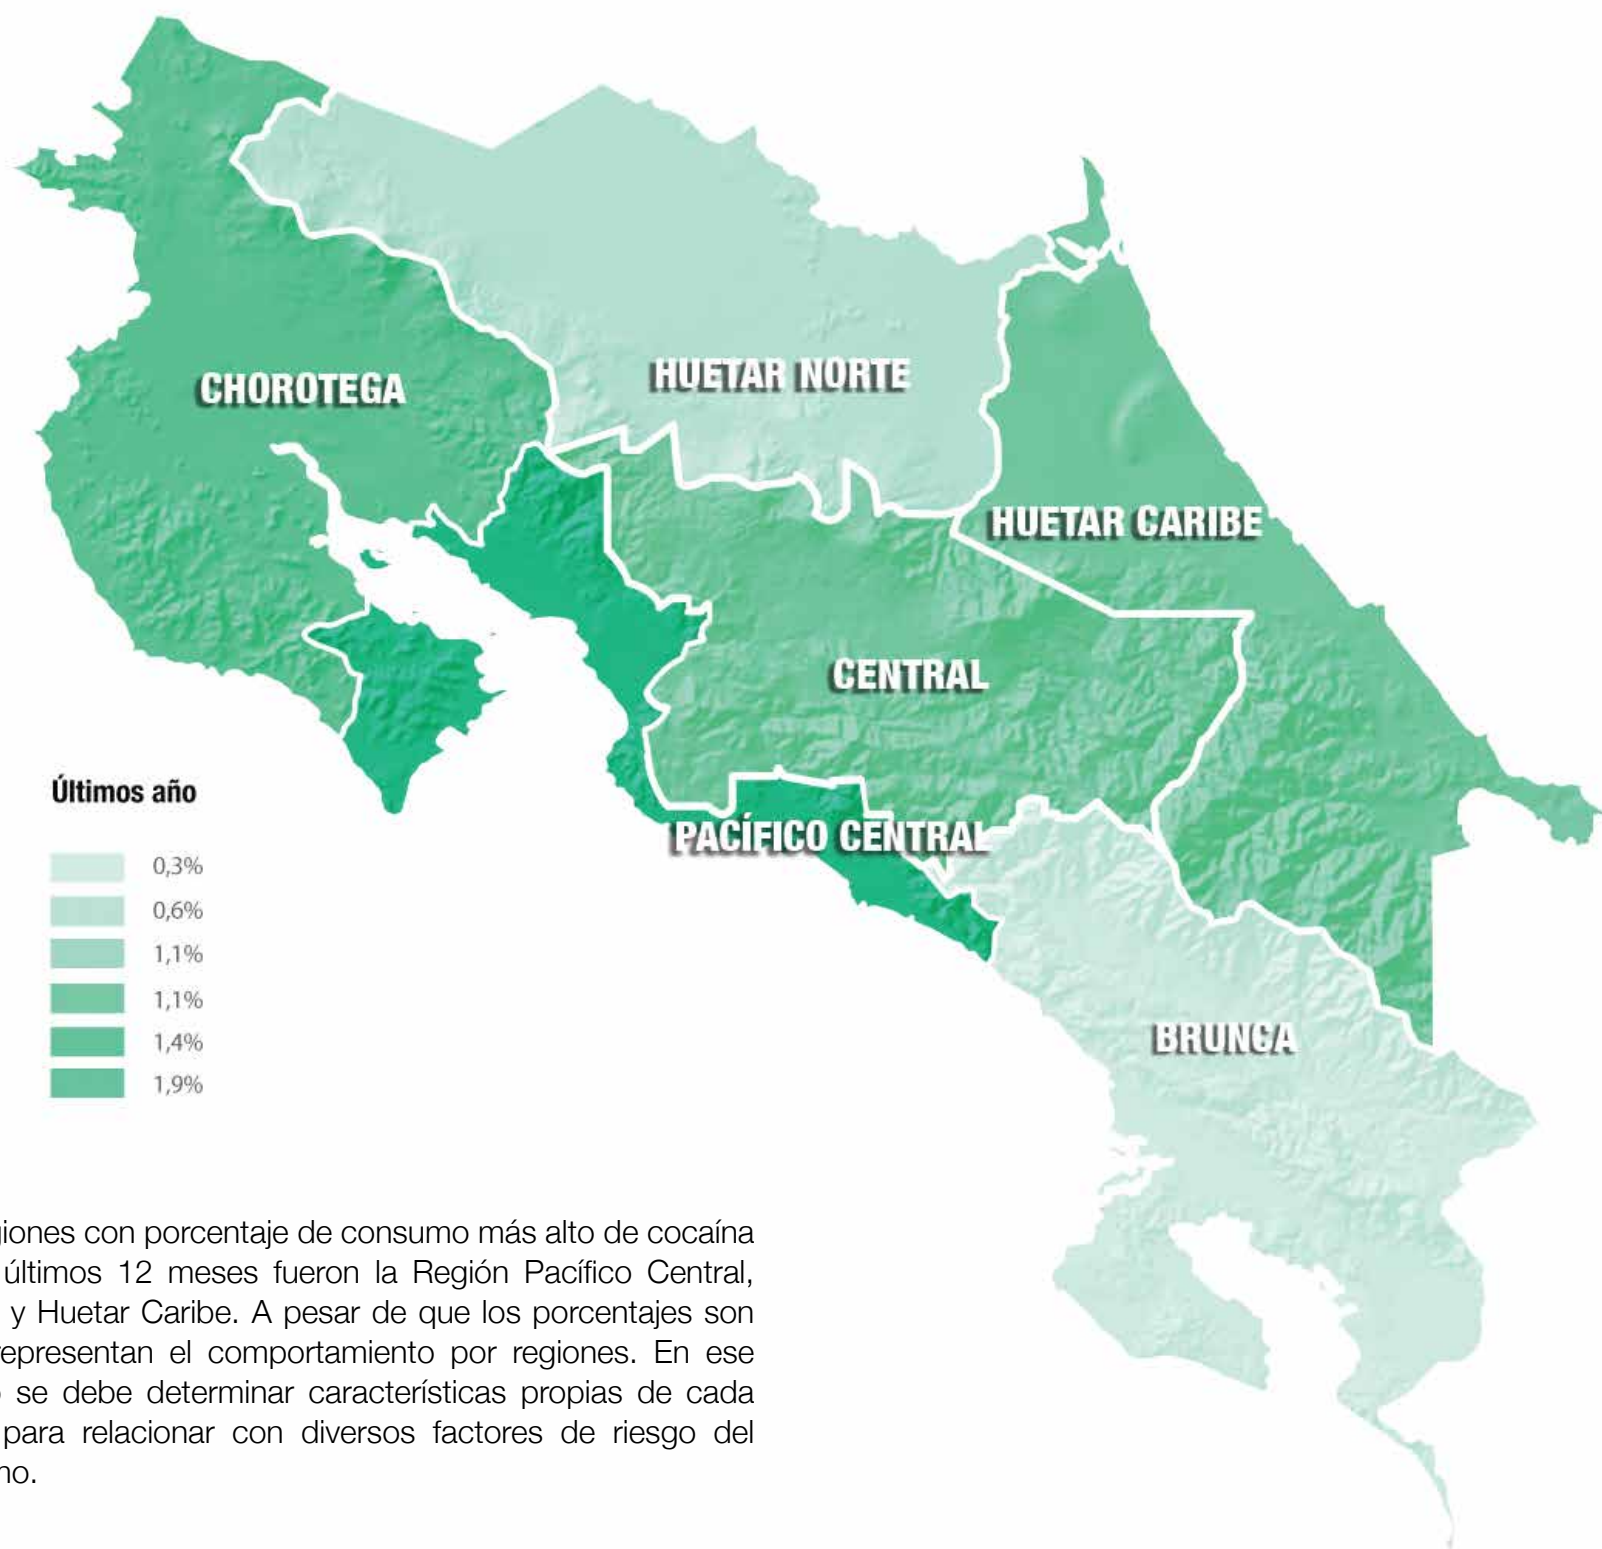 CHOROTEGA
HUETAR NORTE
HUETAR CARIBE
CENTRAL
PACÍFICO CENTRAL
BRUNCA
Últimos año
0,3%
0,6%
1,1%
1,1%
1,4%
1,9%
giones con porcentaje de consumo más alto de cocaína
últimos 12 meses fueron la Región Pacífico Central,
y Huetar Caribe. A pesar de que los porcentajes son
representan el comportamiento por regiones. En ese
se debe determinar características propias de cada
para relacionar con diversos factores de riesgo del
no.